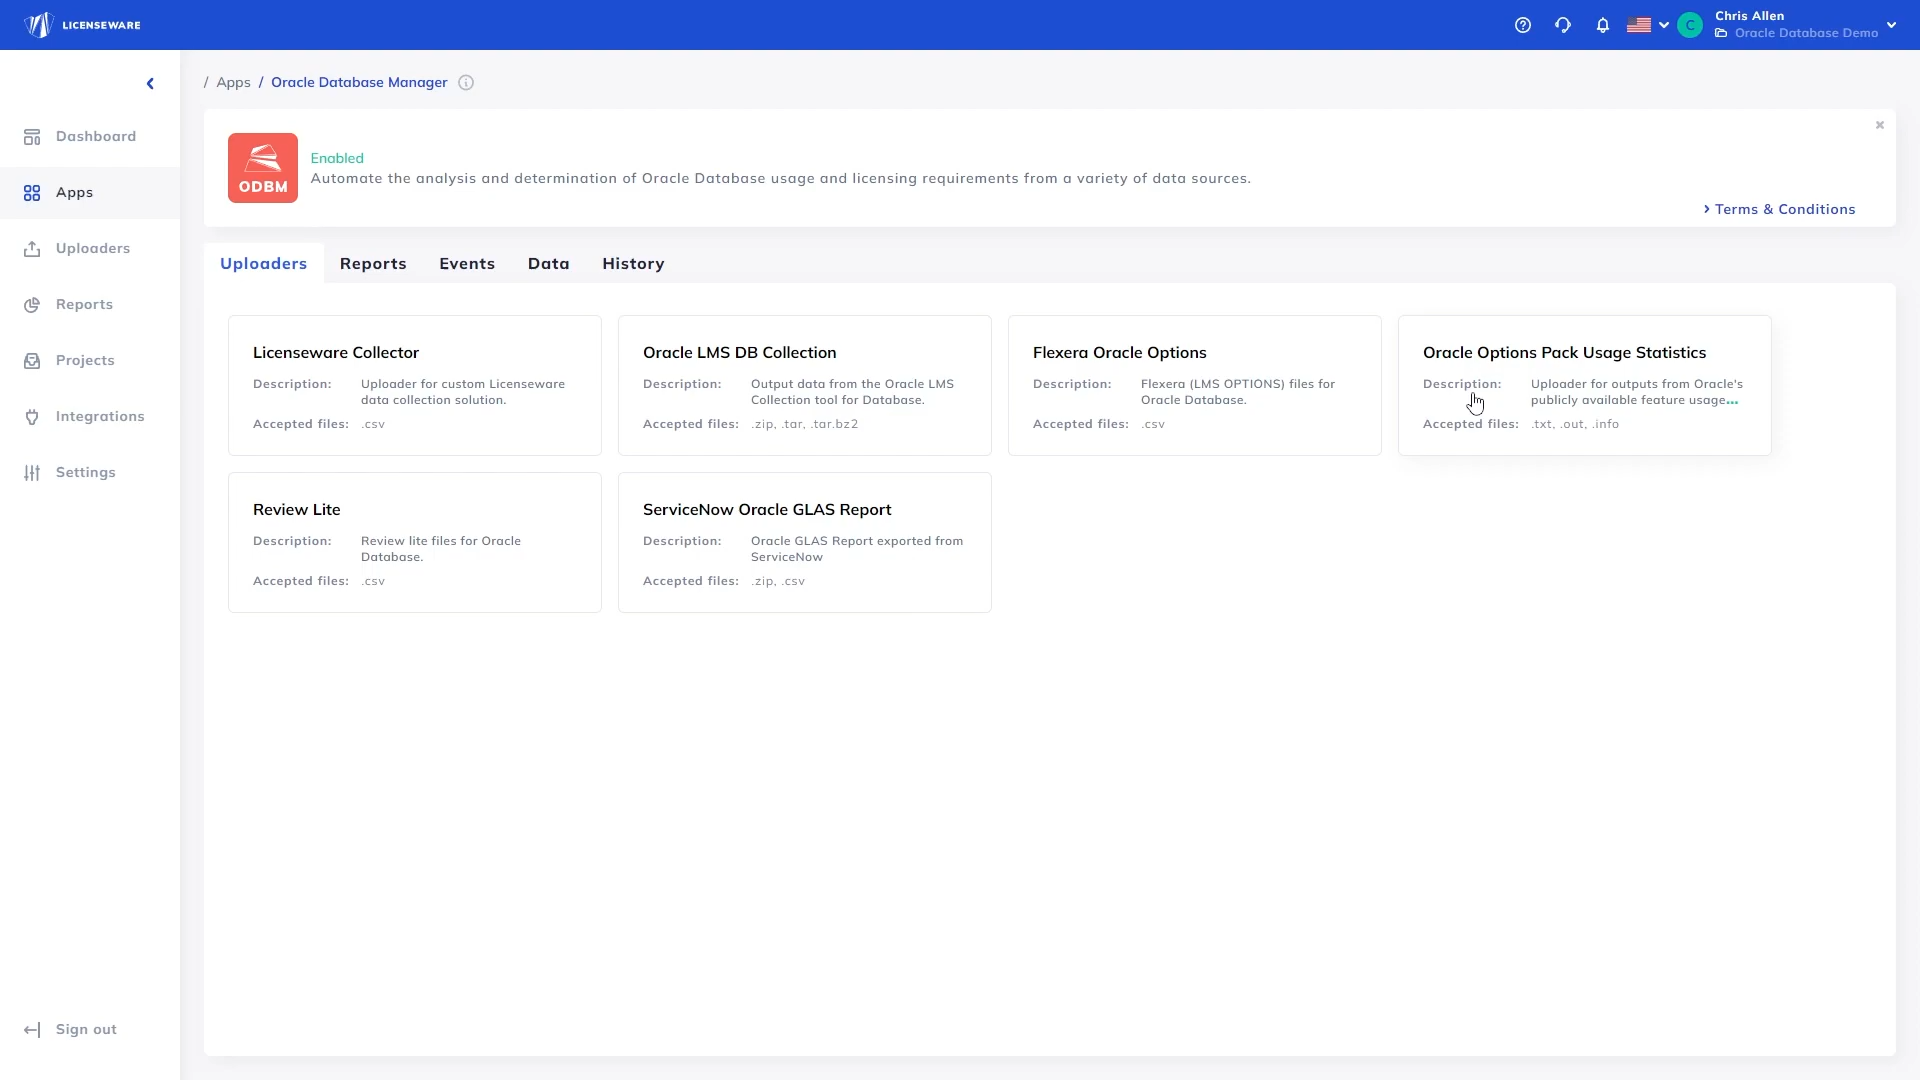 LICENSEWARE
C
Chris Allen
Oracle Database Demo
/ Apps / Oracle Database Manager
Dashboard
Apps
Uploaders
Reports
Projects
Integrations
Settings
Sign out
ODBM
Enabled
Automate the analysis and determination of Oracle Database usage and licensing requirements from a variety of data sources.
Terms & Conditions
Uploaders Reports Events Data History
Licenseware Collector
Description: Uploader for custom Licenseware
data collection solution.
Accepted files: .csv
Oracle LMS DB Collection
Description: Output data from the Oracle LMS
Collection tool for Database.
Accepted files: .zip, .tar, .tar.bz2
Flexera Oracle Options
Description: Flexera (LMS OPTIONS) files for
Oracle Database.
Accepted files: .csv
Oracle Options Pack Usage Statistics
Description: Uploader for outputs from Oracle's
publicly available feature usage...
Accepted files: .txt, .out, .info
Review Lite
Description: Review lite files for Oracle
Database.
Accepted files: .csv
ServiceNow Oracle GLAS Report
Description: Oracle GLAS Report exported from
ServiceNow
Accepted files: .zip, .csv